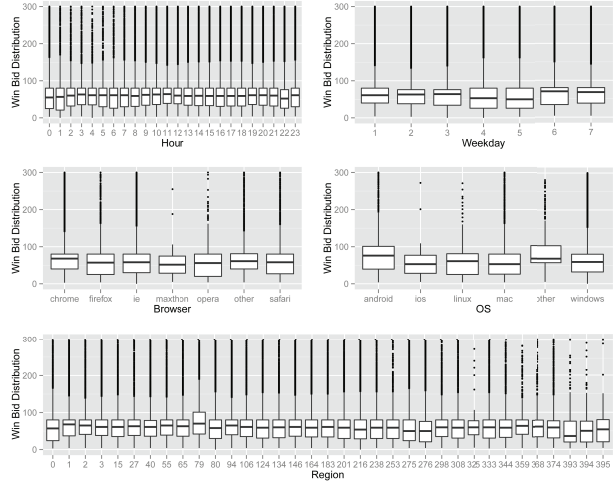 Win Bid Distribution
300
200
100
0
0 1 2 3 4 5 6 7 8 9 10 11 12 13 14 15 16 17 18 19 20 21 22 23
Hour
Win Bid Distribution
300
200
100
0
1 2 3 4 5 6 7
Weekday
Win Bid Distribution
300
200
100
0
chrome firefox ie maxthon opera other safari
Browser
Win Bid Distribution
300
200
100
0
android ios linux mac other windows
OS
Win Bid Distribution
300
200
100
0
0 1 2 3 15 27 40 55 65 79 80 94 106 124 134 146 164 183 201 216 238 253 275 276 298 308 325 333 344 359 368 374 393 394 395
Region